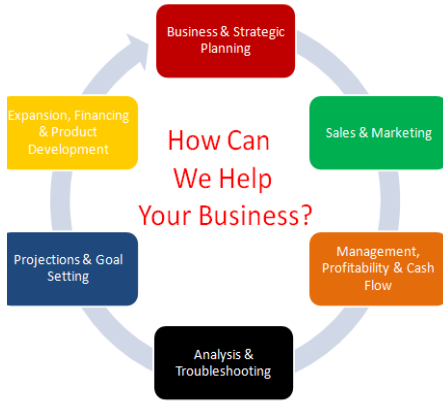 Business & Strategic
Planning
Sales & Marketing
Management,
Profitability & Cash
Flow
Analysis &
Troubleshooting
Projections & Goal
Setting
Expansion, Financing
& Product
Development
How Can
We Help
Your Business?